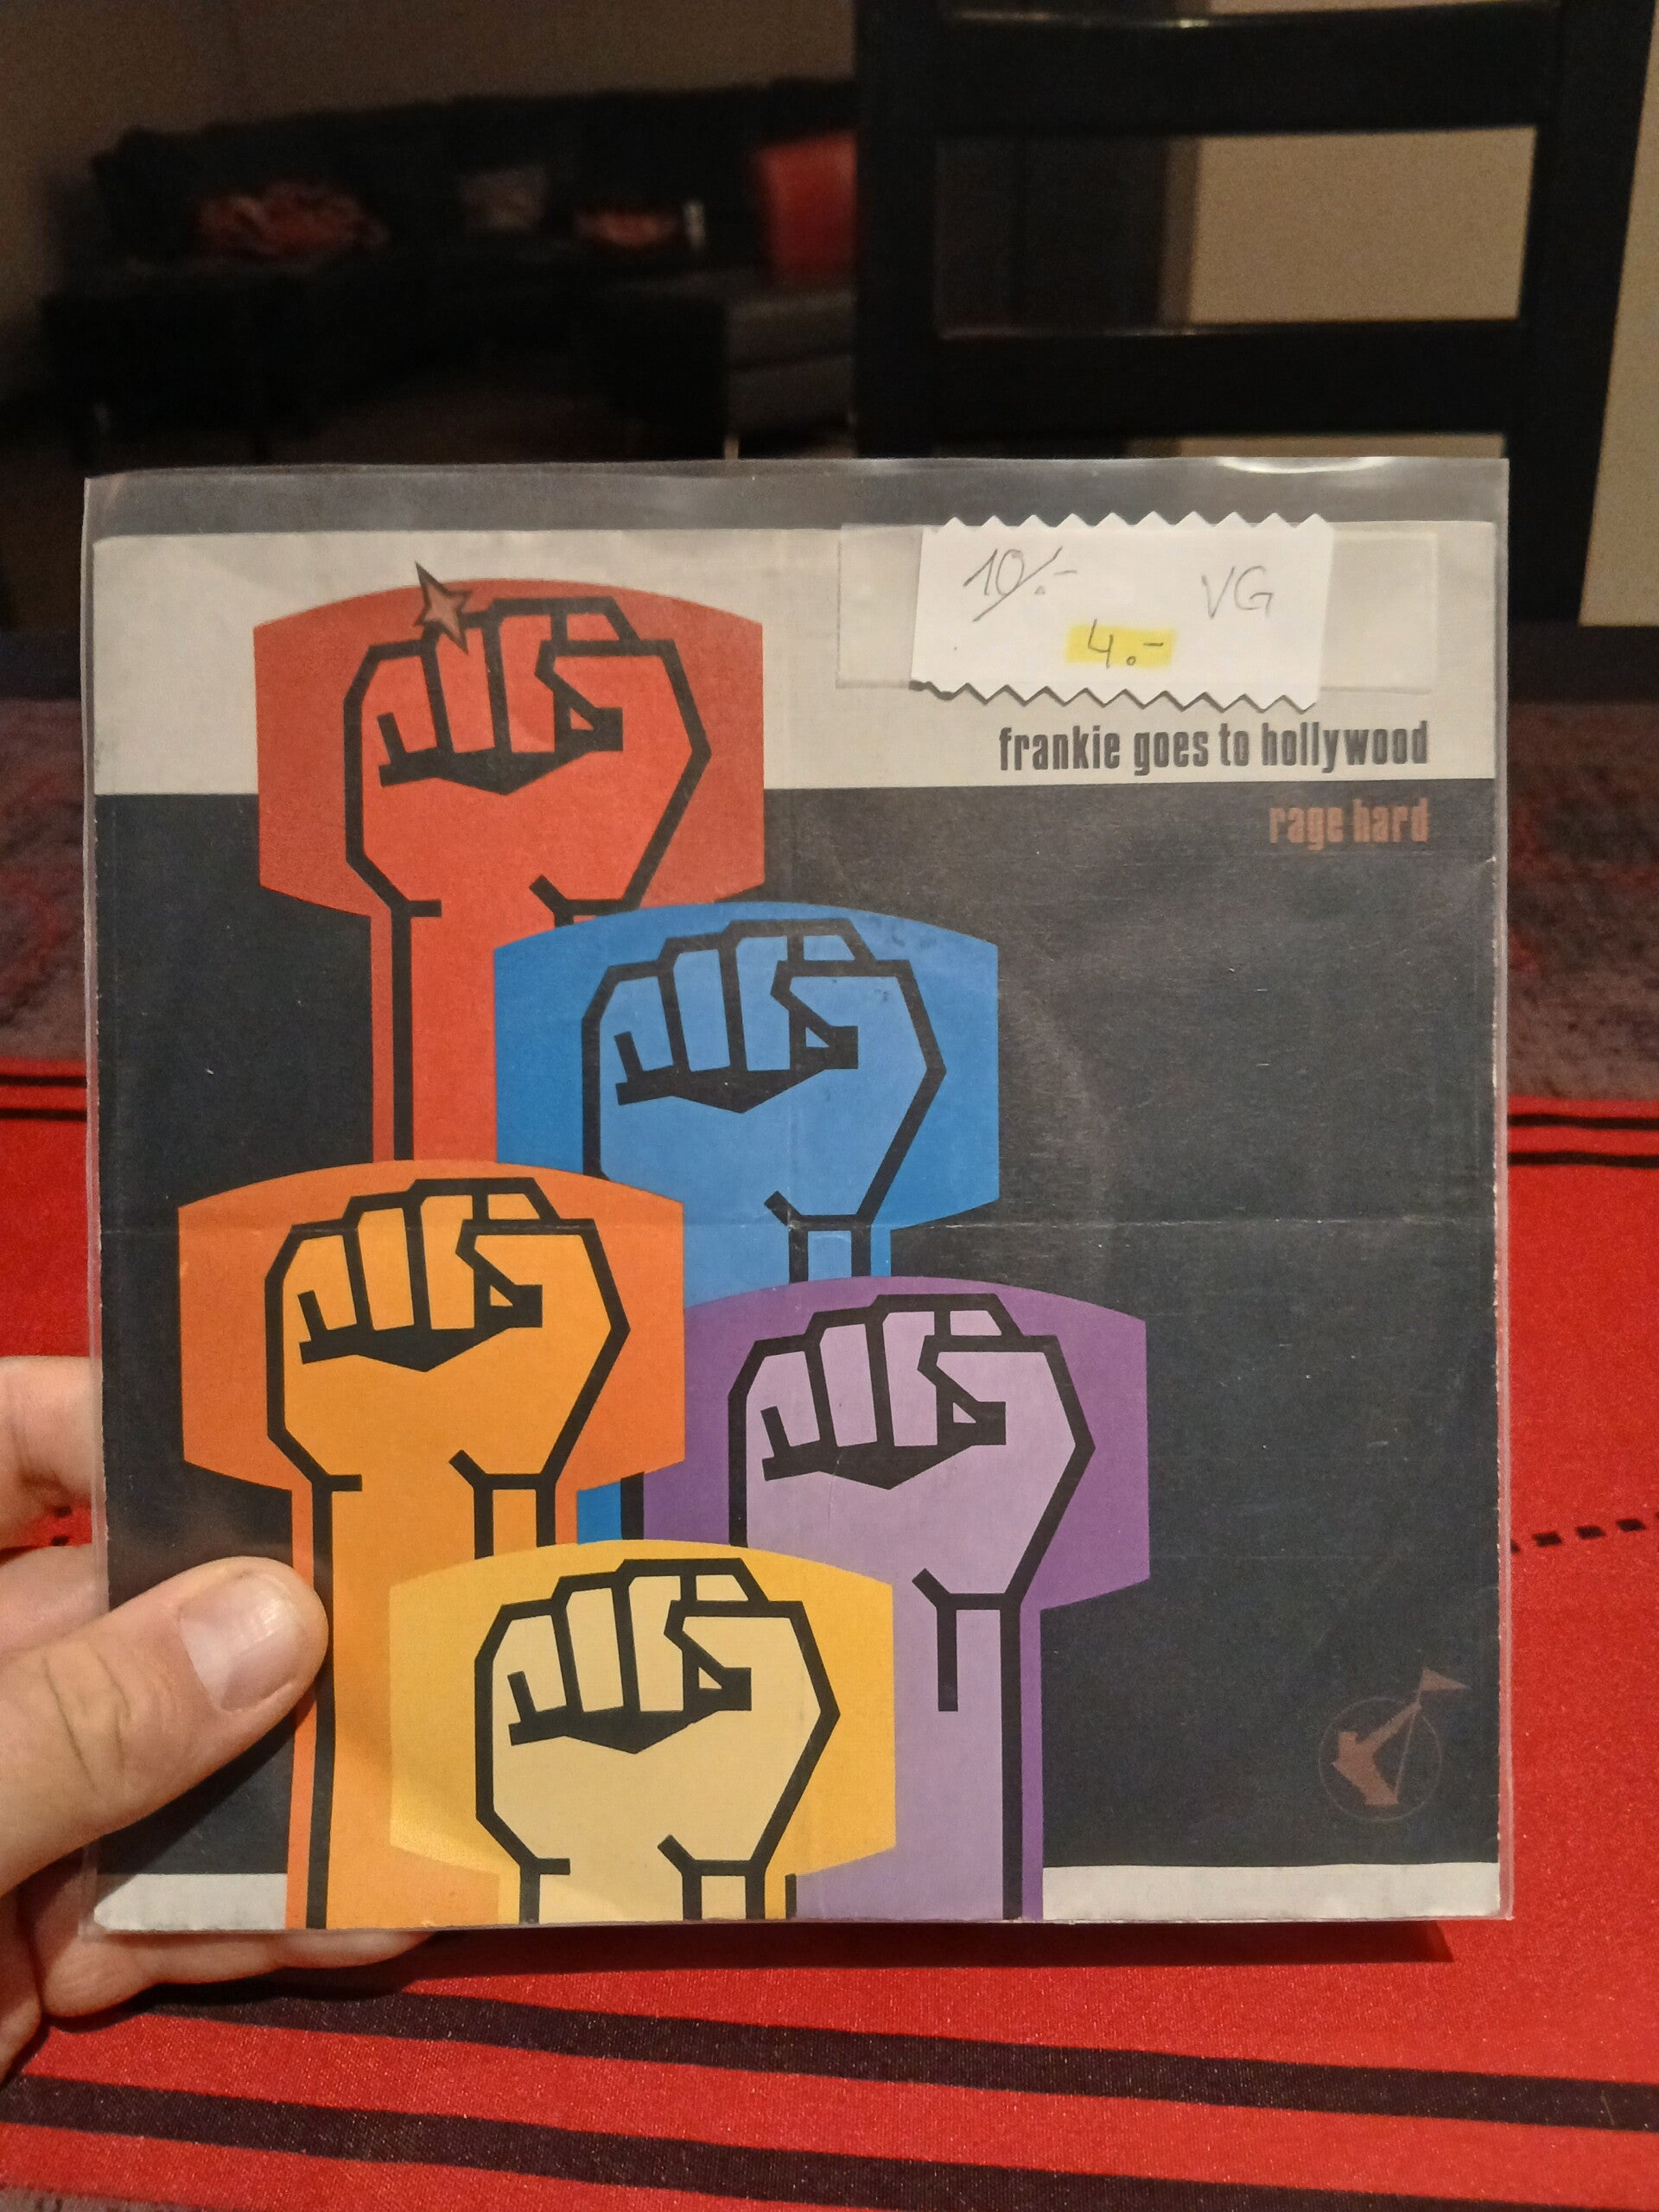 10.- VG
4.-
frankie goes to hollywood
rage hard